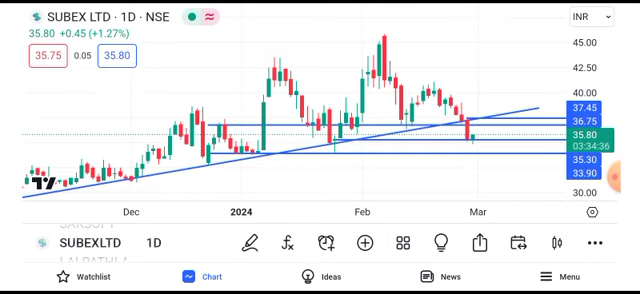 SUBEX LTD · 1D · NSE
INR
35.80 +0.45 (+1.27%)
35.75 0.05 35.80
45.00
42.50
40.00
37.45
36.75
35.80
03:34:36
35.30
33.90
30.00
Dec 2024 Feb Mar
SUBEXLTD 1D
Watchlist Chart Ideas News Menu